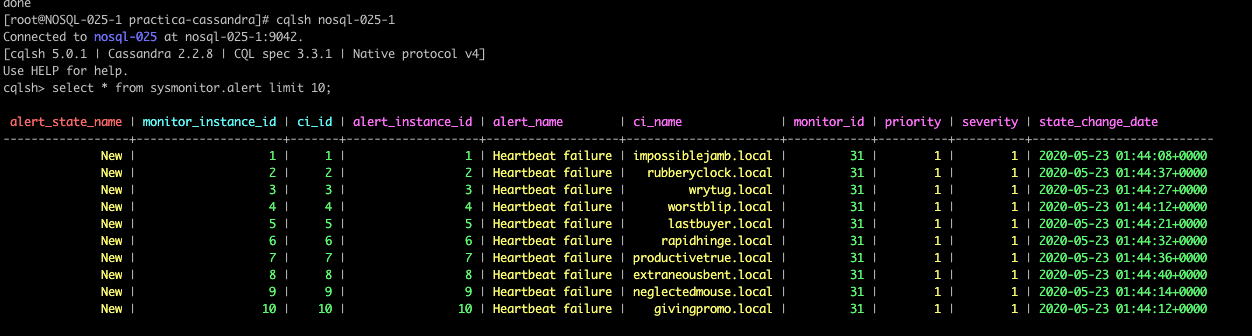 done
[root@NOSQL-025-1 practica-cassandra]# cqlsh nosql-025-1
Connected to nosql-025 at nosql-025-1:9042.
[cqlsh 5.0.1 | Cassandra 2.2.8 | CQL spec 3.3.1 | Native protocol v4]
Use HELP for help.
cqlsh> select * from sysmonitor.alert limit 10;
 alert_state_name | monitor_instance_id | ci_id | alert_instance_id | alert_name        | ci_name               | monitor_id | priority | severity | state_change_date
------------------+---------------------+-------+-------------------+-------------------+-----------------------+------------+----------+----------+--------------------------
              New |                   1 |     1 |                 1 | Heartbeat failure |  impossiblejamb.local |         31 |        1 |        1 | 2020-05-23 01:44:08+0000
              New |                   2 |     2 |                 2 | Heartbeat failure |    rubberyclock.local |         31 |        1 |        1 | 2020-05-23 01:44:37+0000
              New |                   3 |     3 |                 3 | Heartbeat failure |          wrytug.local |         31 |        1 |        1 | 2020-05-23 01:44:27+0000
              New |                   4 |     4 |                 4 | Heartbeat failure |       worstblip.local |         31 |        1 |        1 | 2020-05-23 01:44:12+0000
              New |                   5 |     5 |                 5 | Heartbeat failure |       lastbuyer.local |         31 |        1 |        1 | 2020-05-23 01:44:21+0000
              New |                   6 |     6 |                 6 | Heartbeat failure |      rapidhinge.local |         31 |        1 |        1 | 2020-05-23 01:44:32+0000
              New |                   7 |     7 |                 7 | Heartbeat failure |  productivetrue.local |         31 |        1 |        1 | 2020-05-23 01:44:36+0000
              New |                   8 |     8 |                 8 | Heartbeat failure |  extraneousbent.local |         31 |        1 |        1 | 2020-05-23 01:44:40+0000
              New |                   9 |     9 |                 9 | Heartbeat failure |  neglectedmouse.local |         31 |        1 |        1 | 2020-05-23 01:44:14+0000
              New |                  10 |    10 |                10 | Heartbeat failure |     givingpromo.local |         31 |        1 |        1 | 2020-05-23 01:44:12+0000